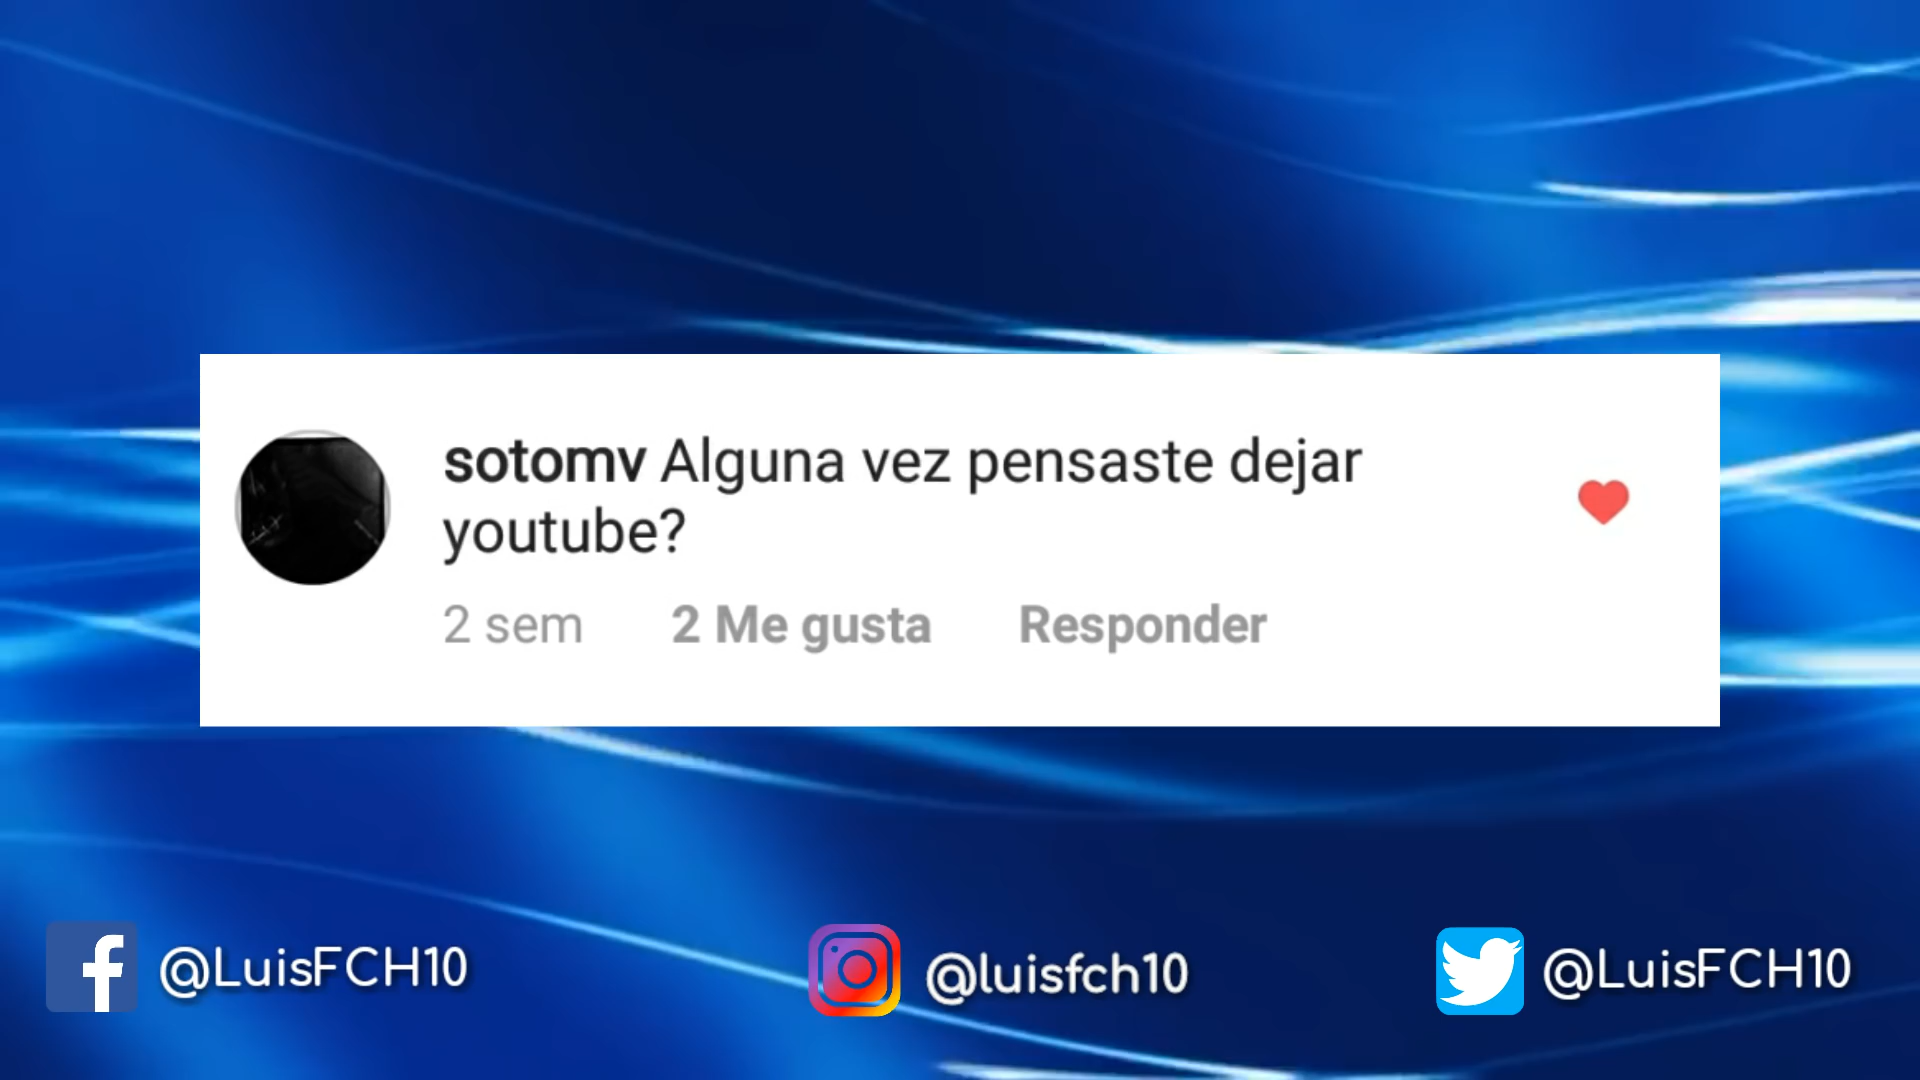 sotomv Alguna vez pensaste dejar
youtube?
2 sem 2 Me gusta Responder
@LuisFCH10 @luisfch10 @LuisFCH10